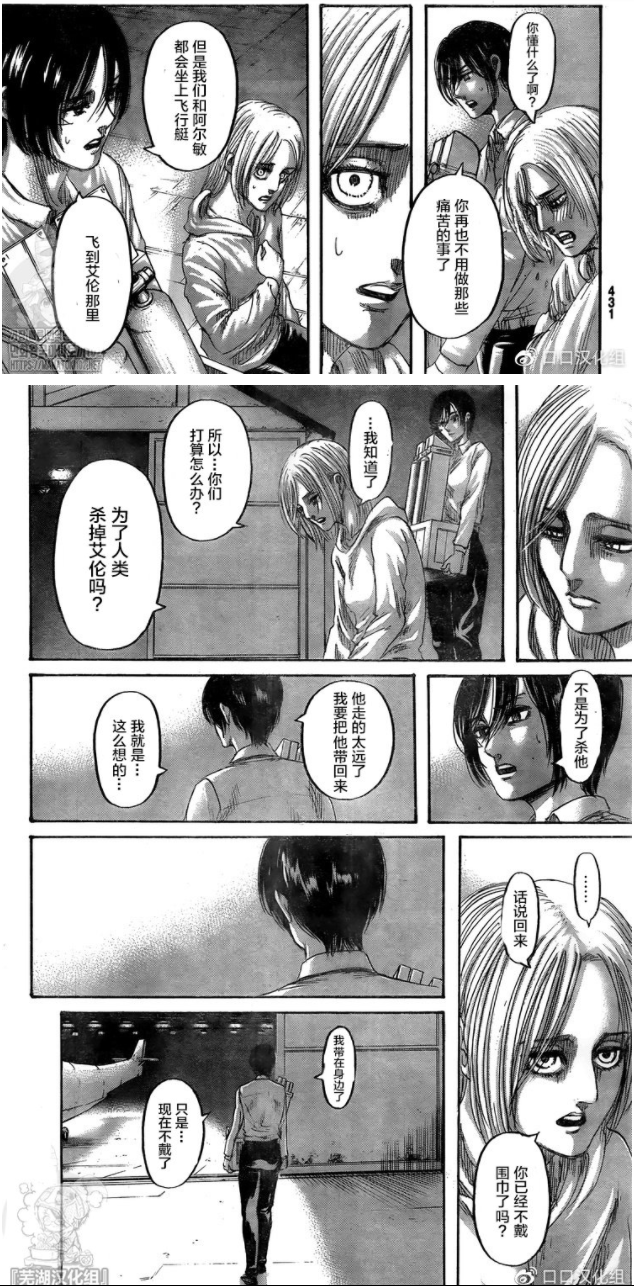 你懂什么了啊？
你再也不用做那些
痛苦的事了
431
但是我们和阿尔敏
都会坐上飞行艇
飞到艾伦那里
口口汉化组
…我知道了
所以…你们
打算怎么办？
为了人类
杀掉艾伦吗？
不是为了杀他
他走的太远了
我要把他带回来
我就是…
这么想的…
……
话说回来
你已经不戴
围巾了吗？
我带在身边了
只是…
现在不戴了
『芜湖汉化组』
口口汉化组